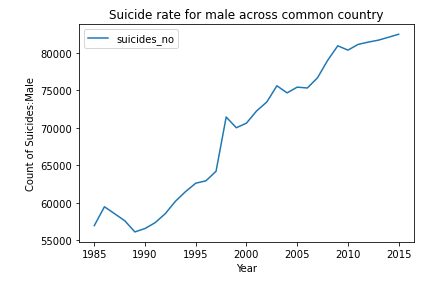 Suicide rate for male across common country
suicides_no
Count of Suicides:Male
80000
75000
70000
65000
60000
55000
1985 1990 1995 2000 2005 2010 2015
Year